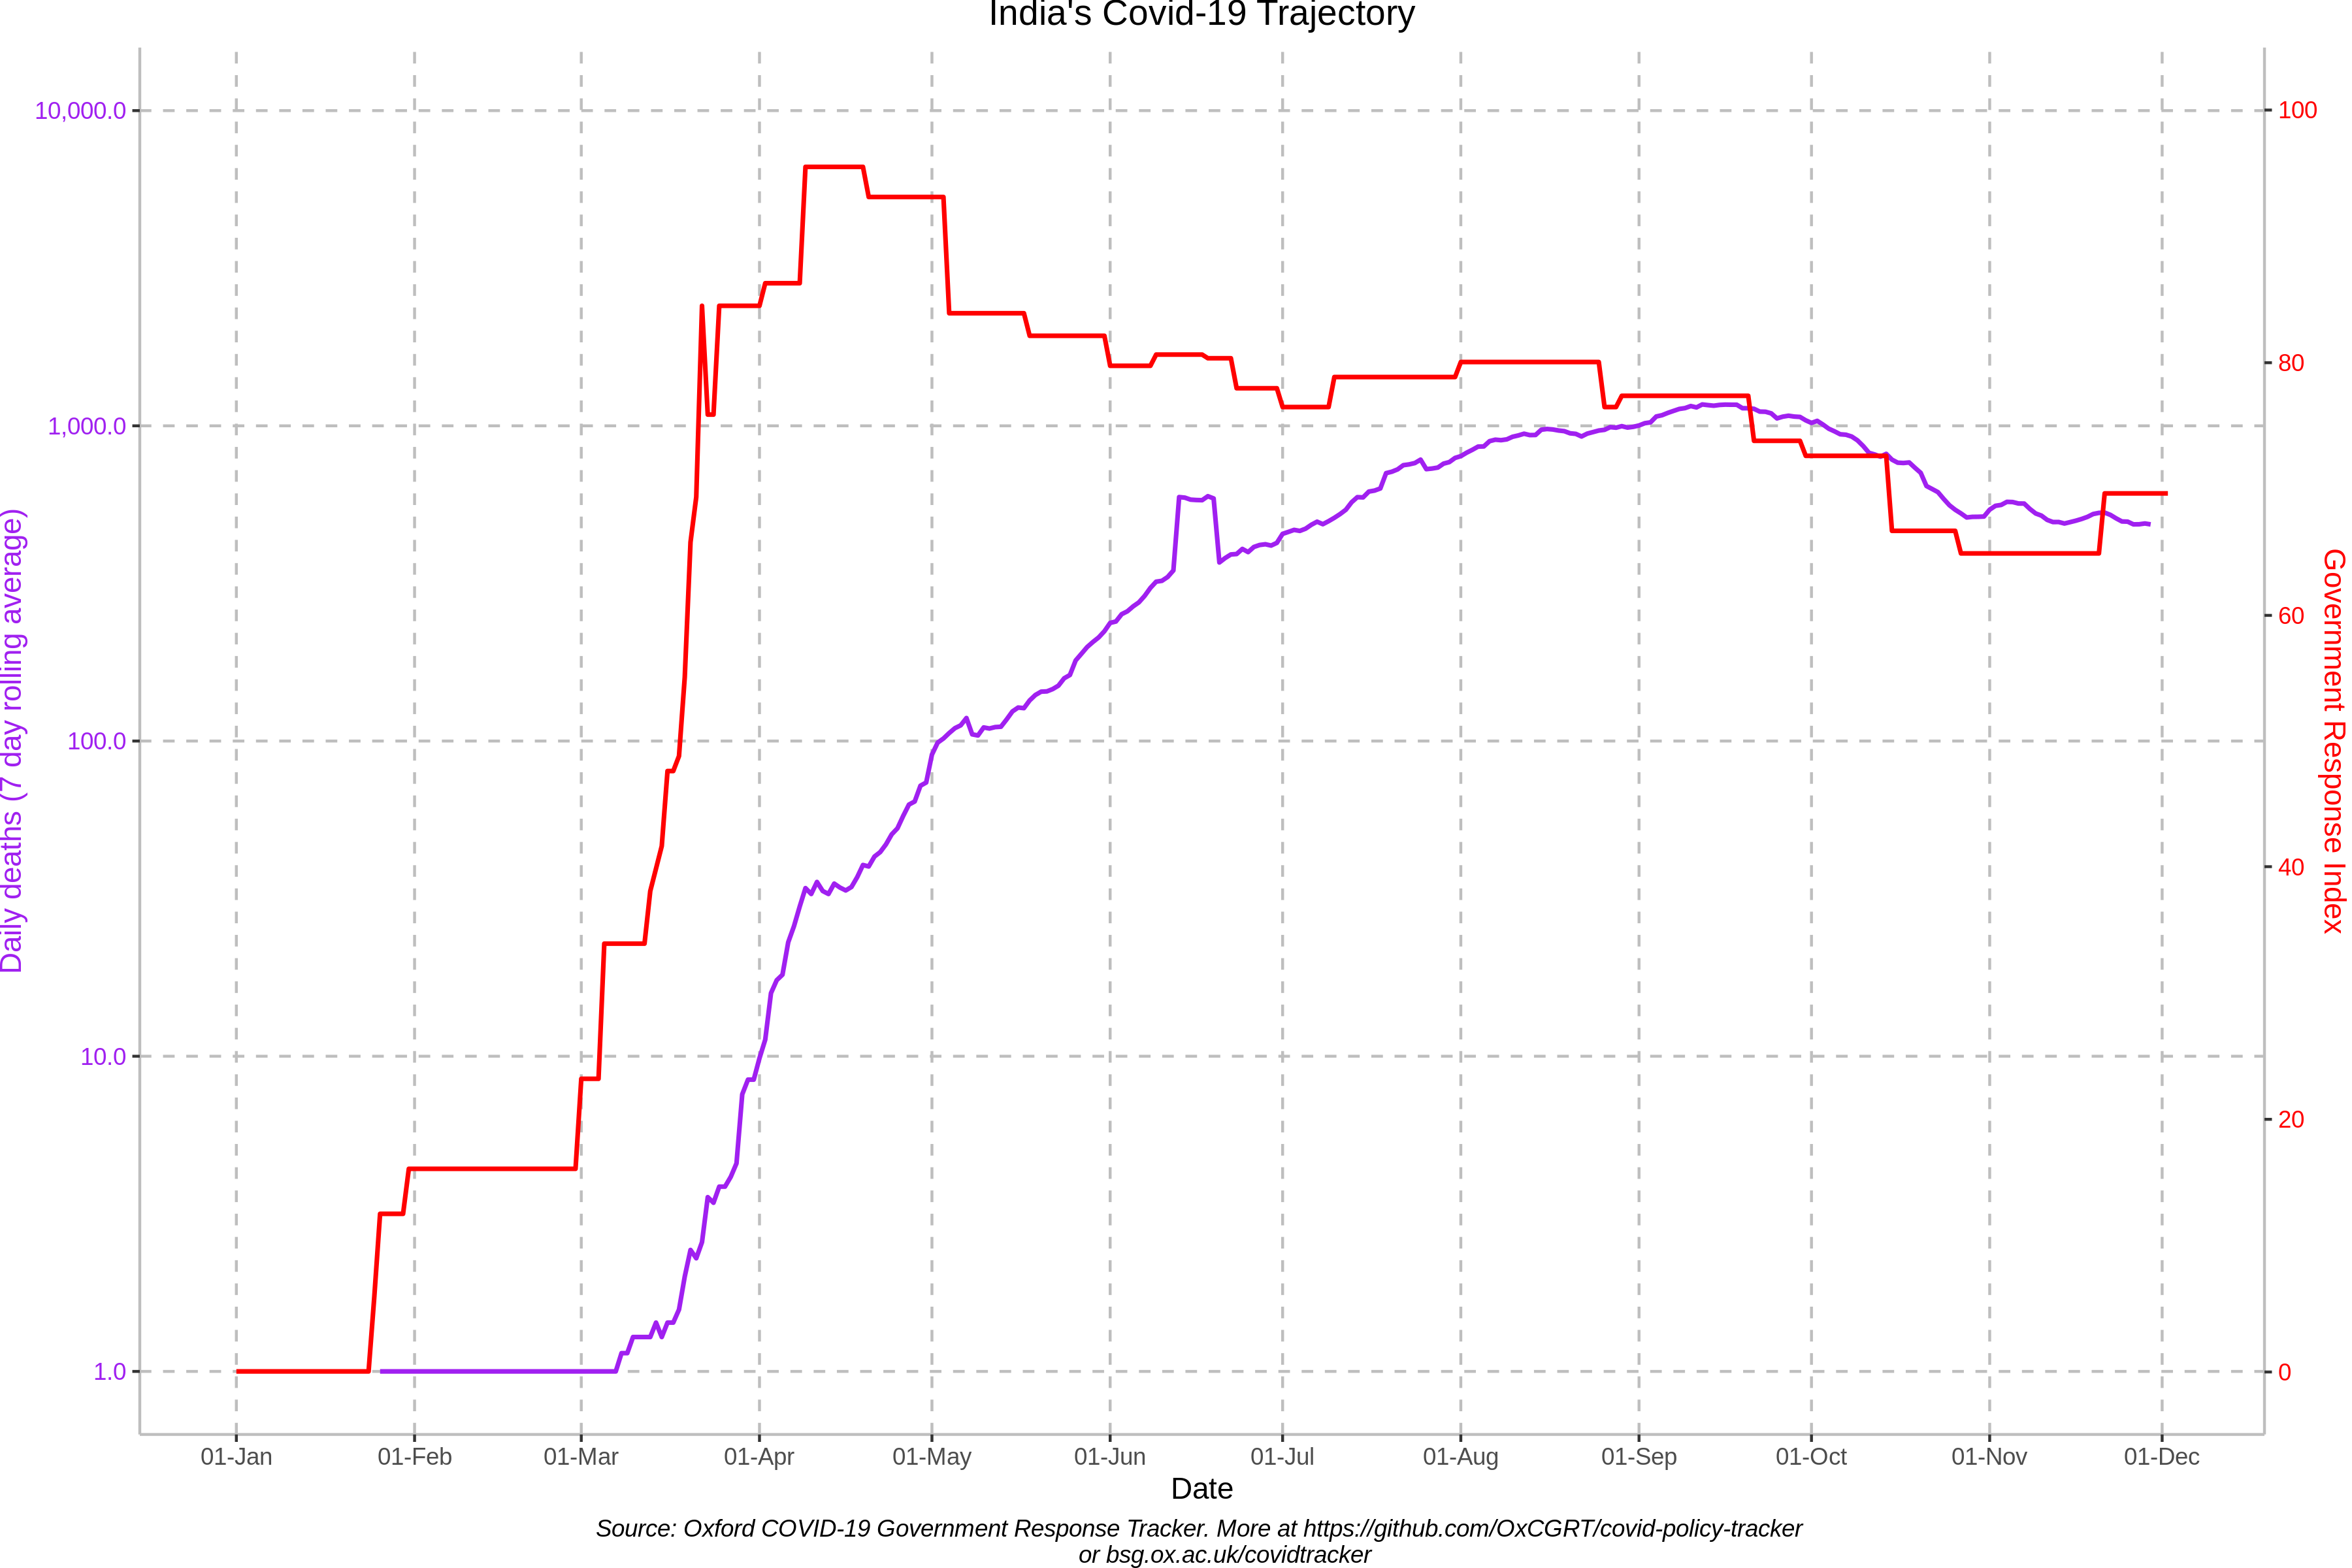 India's Covid-19 Trajectory
Daily deaths (7 day rolling average)
10,000.0
1,000.0
100.0
10.0
1.0
100
80
60
40
20
0
Government Response Index
01-Jan 01-Feb 01-Mar 01-Apr 01-May 01-Jun 01-Jul 01-Aug 01-Sep 01-Oct 01-Nov 01-Dec
Date
Source: Oxford COVID-19 Government Response Tracker. More at https://github.com/OxCGRT/covid-policy-tracker
or bsg.ox.ac.uk/covidtracker